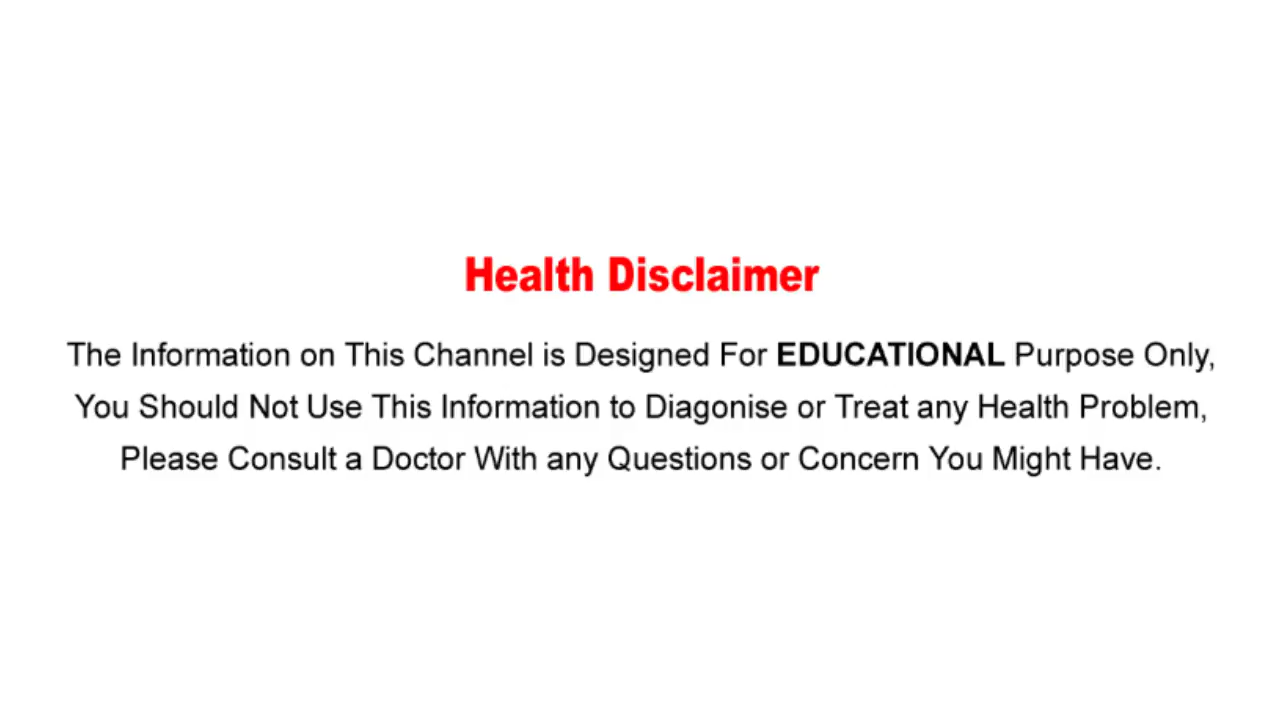 Health Disclaimer
The Information on This Channel is Designed For EDUCATIONAL Purpose Only,
You Should Not Use This Information to Diagonise or Treat any Health Problem,
Please Consult a Doctor With any Questions or Concern You Might Have.